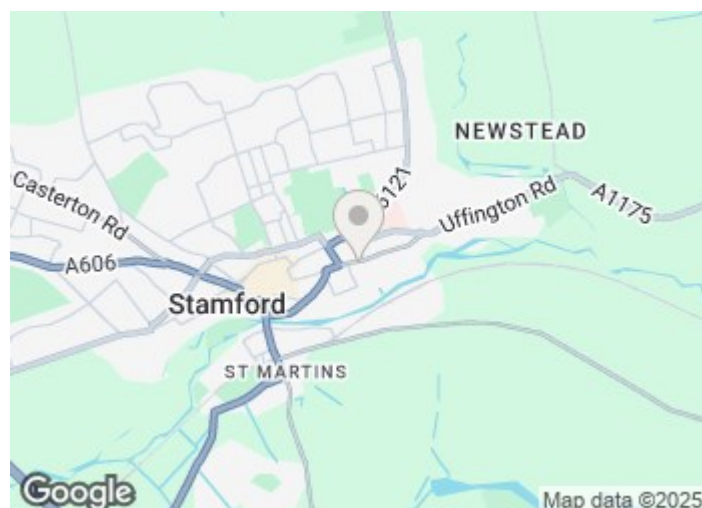 NEWSTEAD
Casterton Rd
Uffington Rd
A1175
A606
Stamford
ST MARTINS
Google
Map data ©2025